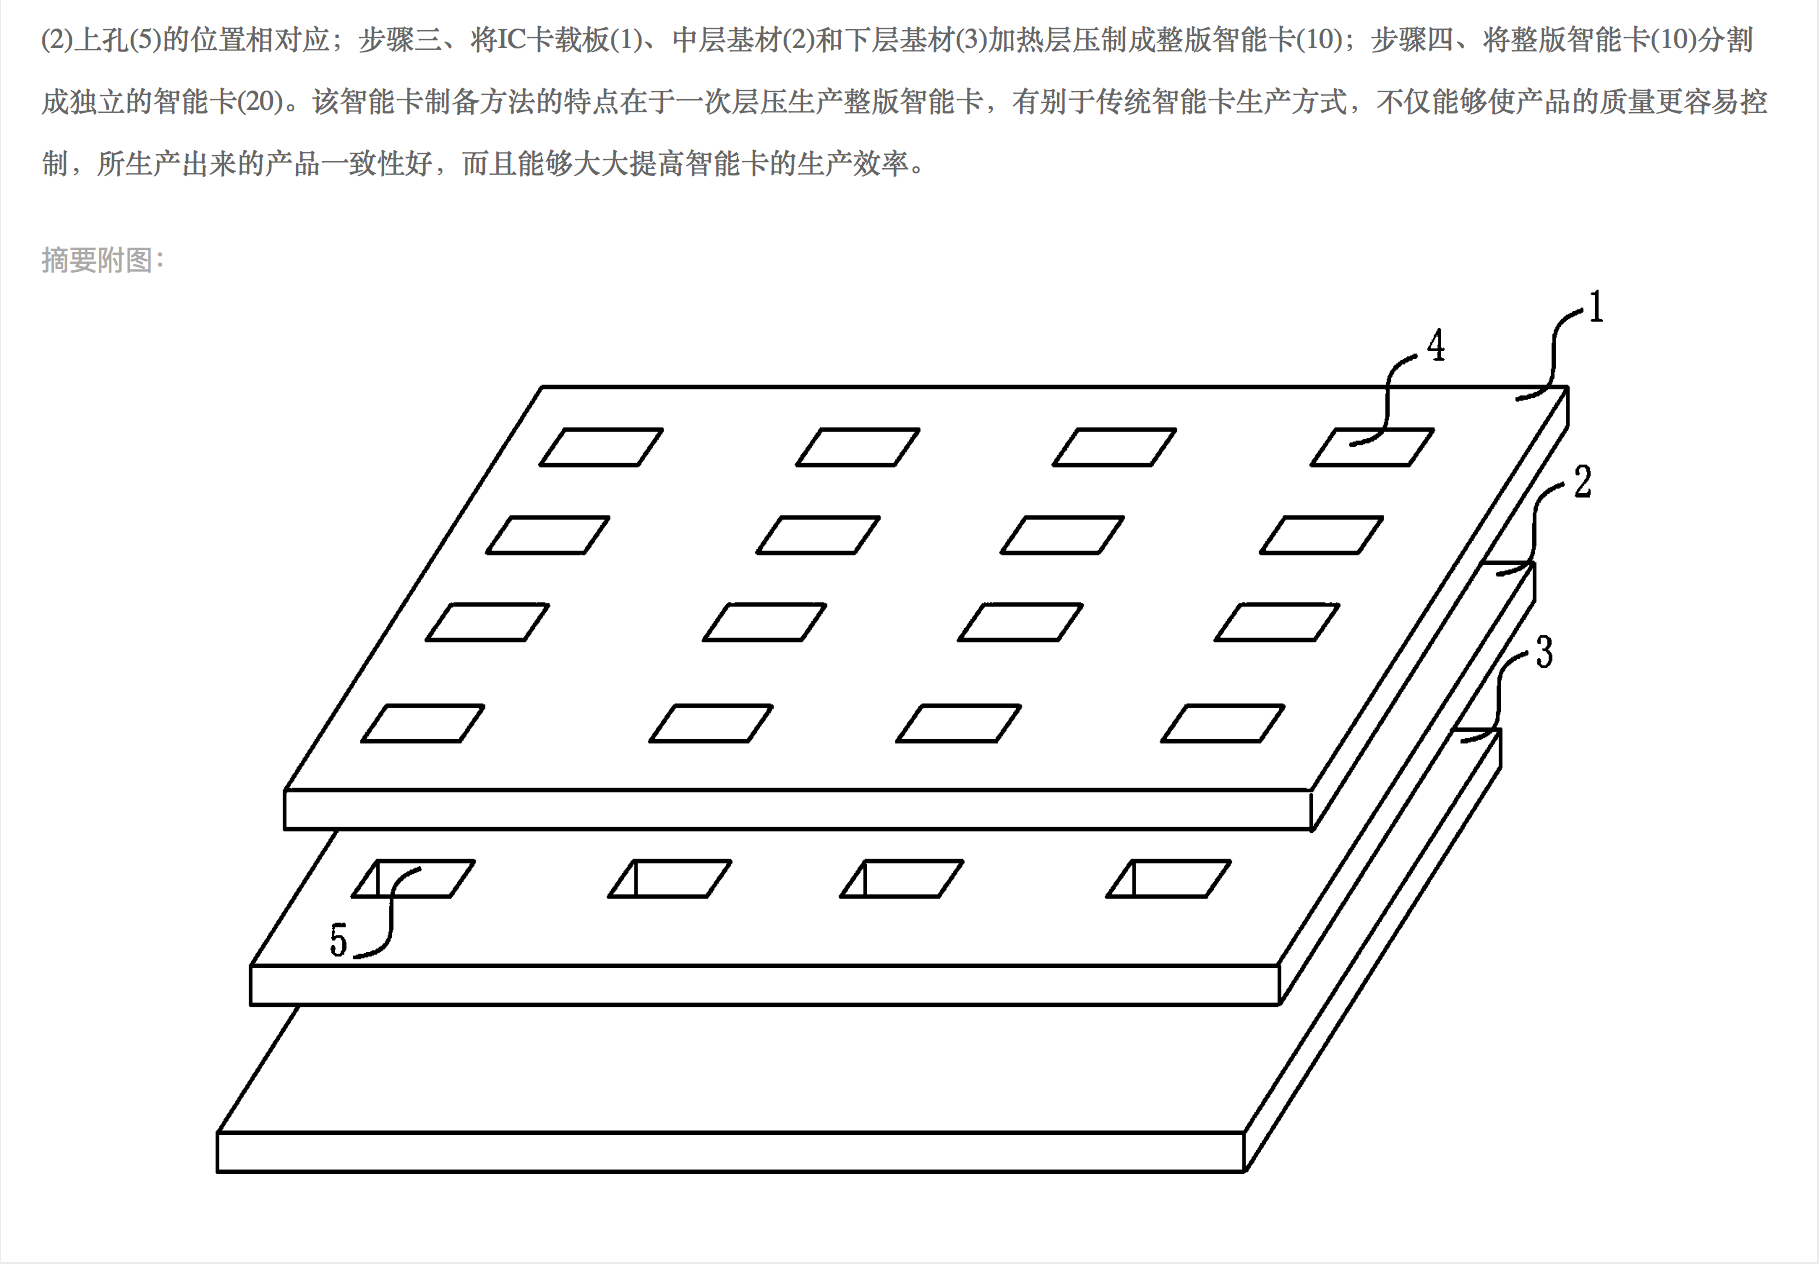 (2)上孔(5)的位置相对应；步骤三、将IC卡载板(1)、中层基材(2)和下层基材(3)加热层压制成整版智能卡(10)；步骤四、将整版智能卡(10)分割
成独立的智能卡(20)。该智能卡制备方法的特点在于一次层压生产整版智能卡，有别于传统智能卡生产方式，不仅能够使产品的质量更容易控
制，所生产出来的产品一致性好，而且能够大大提高智能卡的生产效率。
摘要附图：
1
4
2
3
5